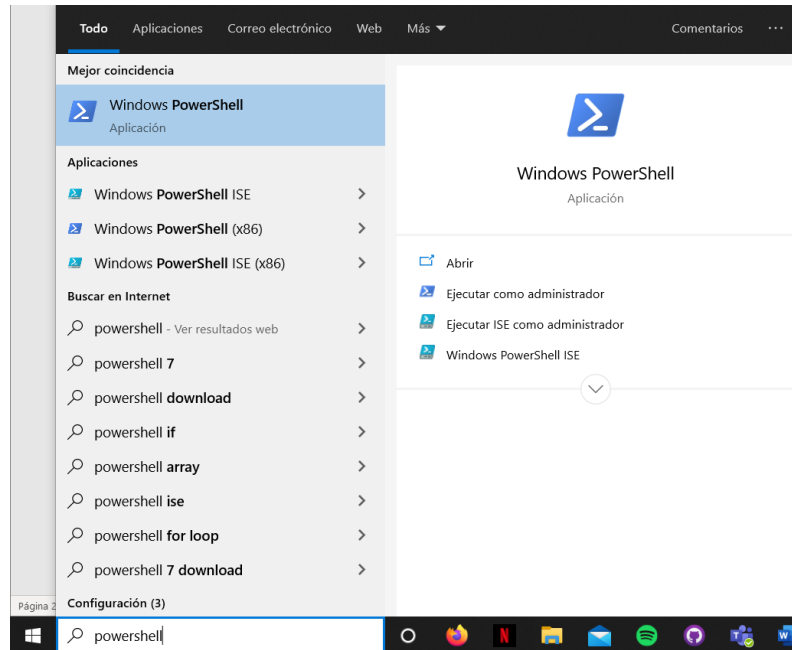 Todo Aplicaciones Correo electrónico Web Más Comentarios ...
Mejor coincidencia
Windows PowerShell
Aplicación
Aplicaciones
Windows PowerShell ISE
Windows PowerShell (x86)
Windows PowerShell ISE (x86)
Buscar en Internet
powershell - Ver resultados web
powershell 7
powershell download
powershell if
powershell array
powershell ise
powershell for loop
powershell 7 download
Configuración (3)
Windows PowerShell
Aplicación
Abrir
Ejecutar como administrador
Ejecutar ISE como administrador
Windows PowerShell ISE
Página 2
powershell